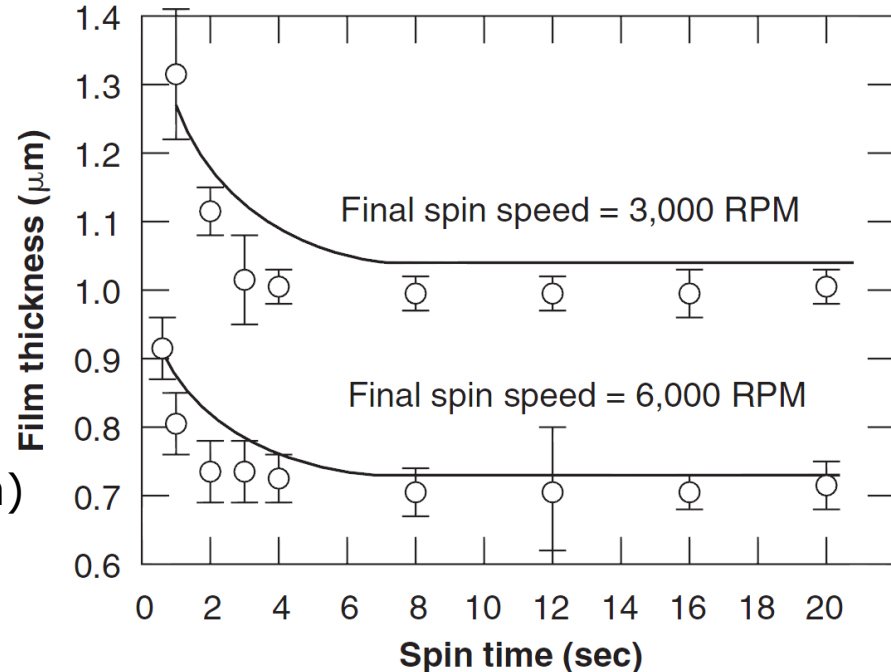 1.4
1.3
1.2
1.1
1.0
0.9
0.8
0.7
0.6
Film thickness (μm)
Final spin speed = 3,000 RPM
Final spin speed = 6,000 RPM
)
0 2 4 6 8 10 12 14 16 18 20
Spin time (sec)